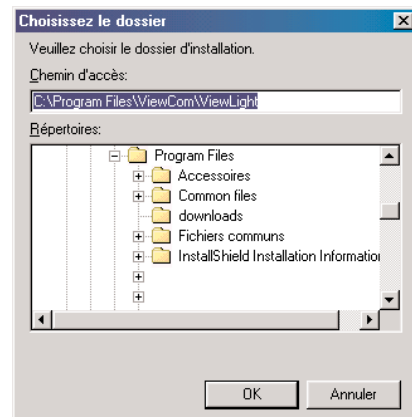 Choisissez le dossier
Veuillez choisir le dossier d'installation.
Chemin d'accès:
C:\Program Files\ViewCom\ViewLight
Répertoires:
Program Files
Accessoires
Common files
downloads
Fichiers communs
InstallShield Installation Information
OK
Annuler